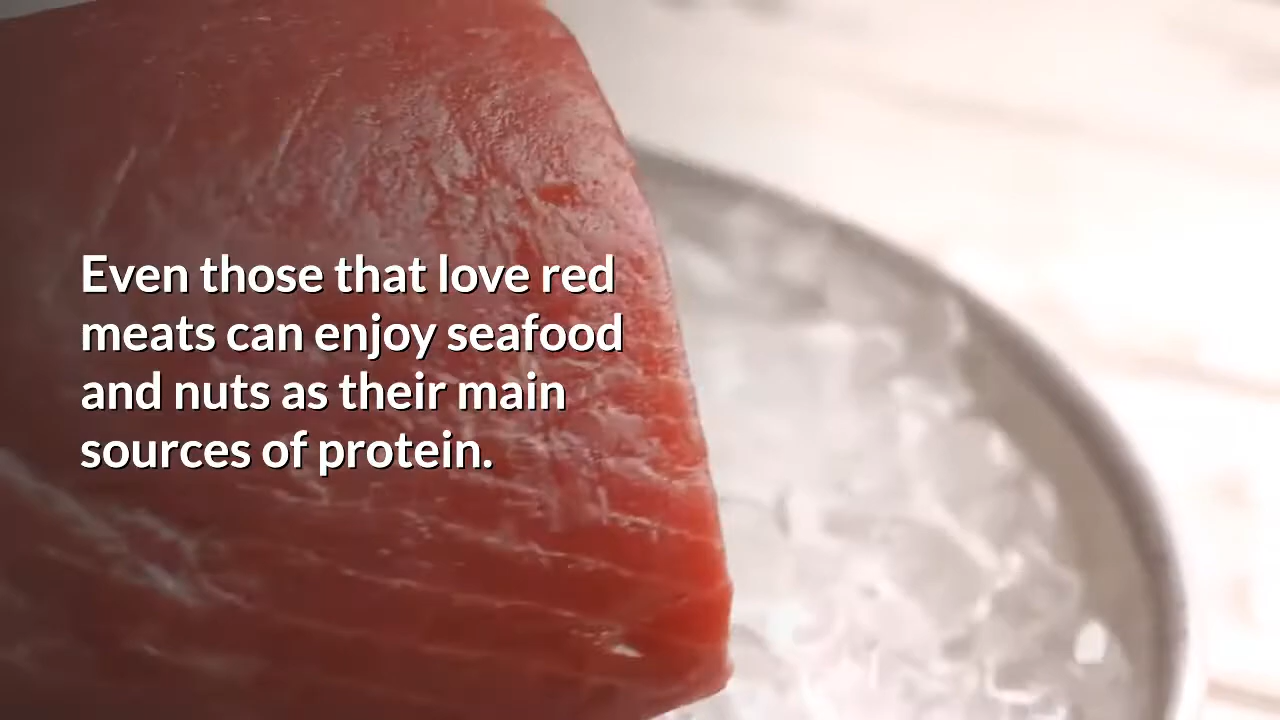 Even those that love red
meats can enjoy seafood
and nuts as their main
sources of protein.